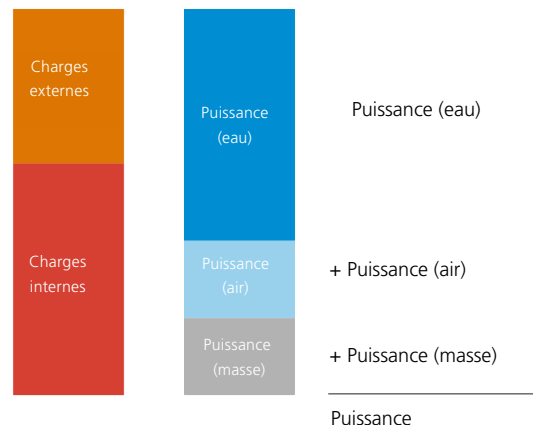 Charges
externes
Charges
internes
Puissance
(eau)
Puissance
(air)
Puissance
(masse)
Puissance (eau)
+ Puissance (air)
+ Puissance (masse)
Puissance